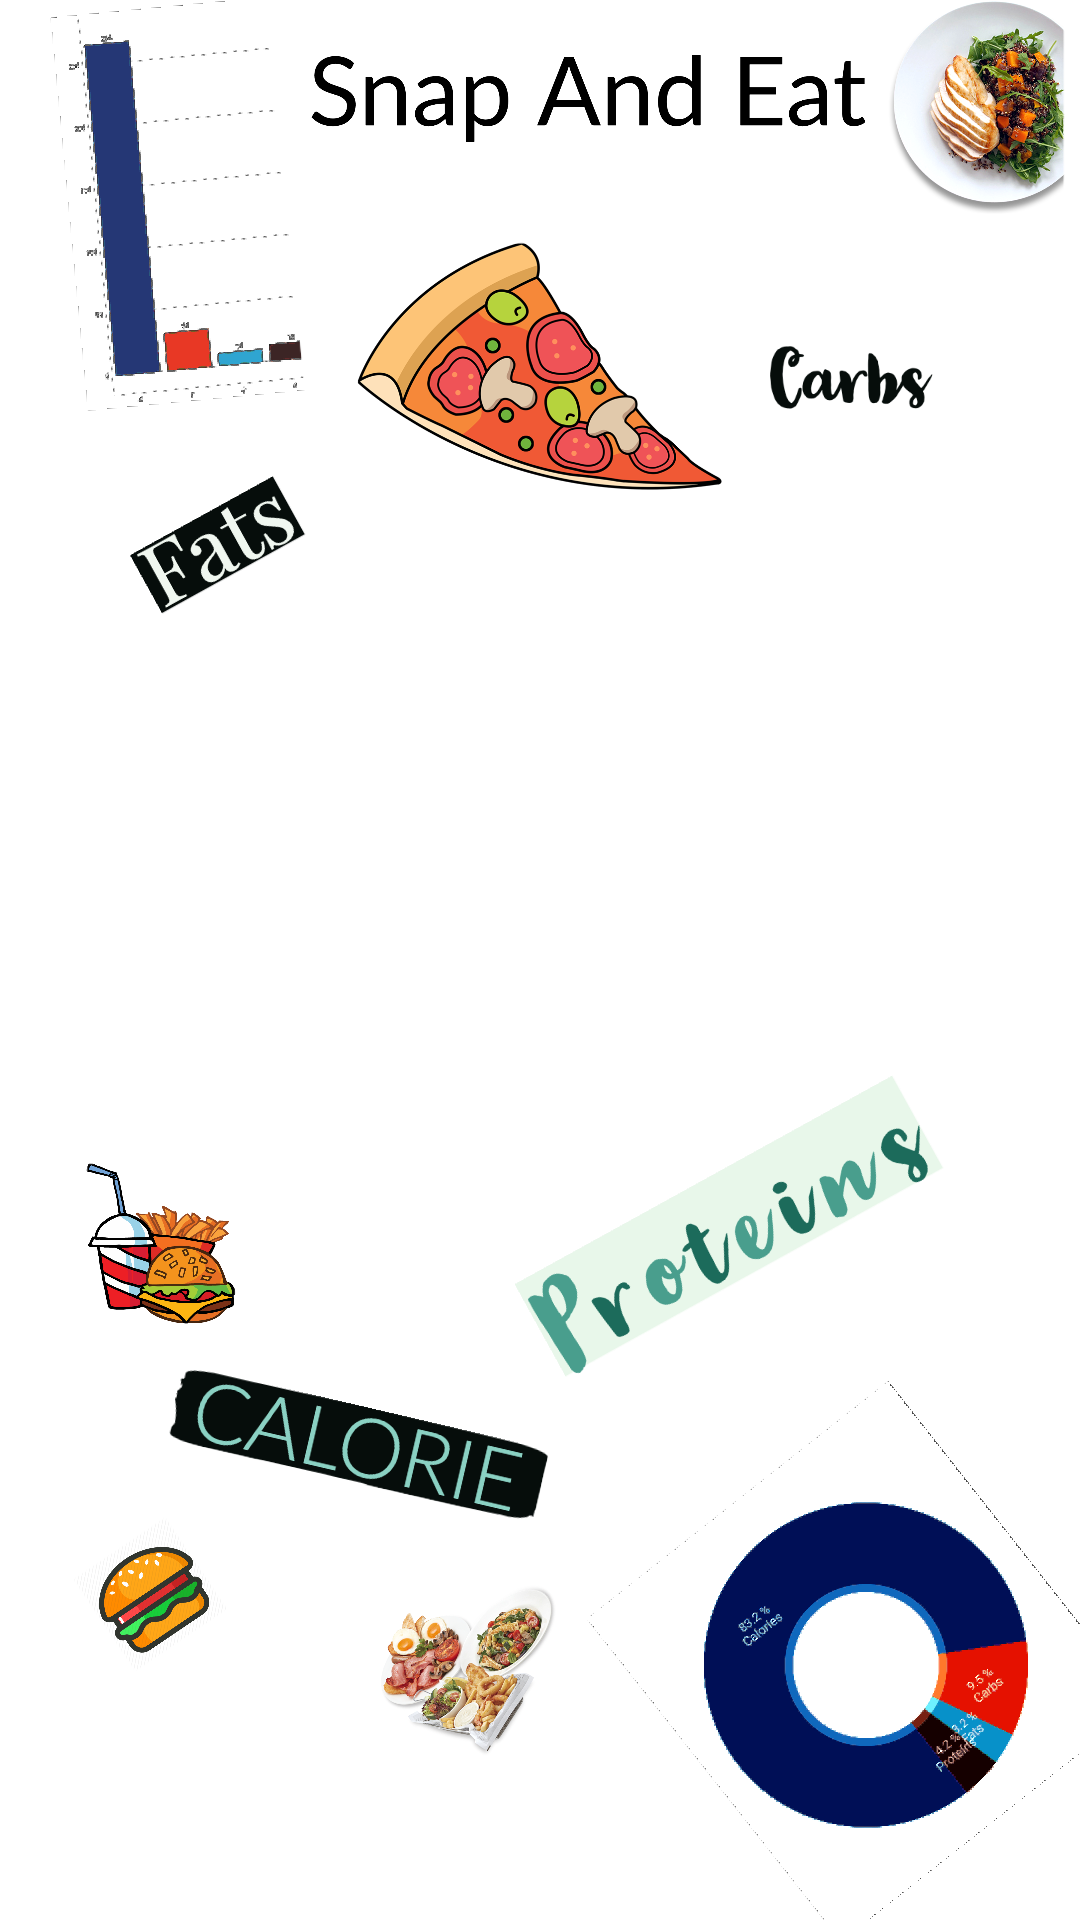 Snap And Eat
Carbs
Fats
Proteins
CALORIE
83.2 %
Calories
9.5 %
Carbs
3.2 %
Fats
4.2 %
Proteins